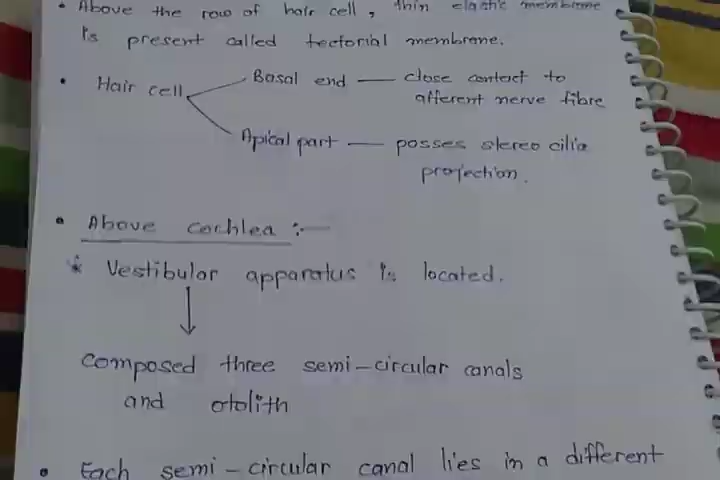 • Above the row of hair cell, thin elastic membrane
is present called tectorial membrane.
• Hair cell
Basal end — close contact to
afferent nerve fibre
Apical part — posses stereo cilia
projection.
• Above cochlea :-
* Vestibular apparatus is located.
↓
composed three semi-circular canals
and otolith
• Each semi-circular canal lies in a different